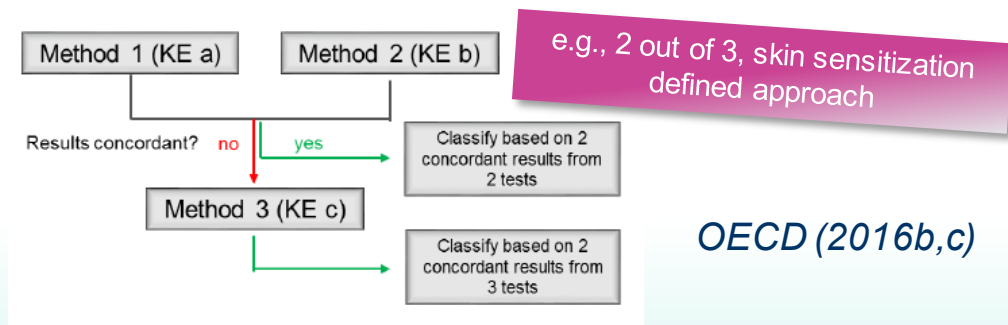 Method 1 (KE a)
Method 2 (KE b)
e.g., 2 out of 3, skin sensitization
defined approach
Results concordant? no yes
Classify based on 2
concordant results from
2 tests
Method 3 (KE c)
OECD (2016b,c)
Classify based on 2
concordant results from
3 tests